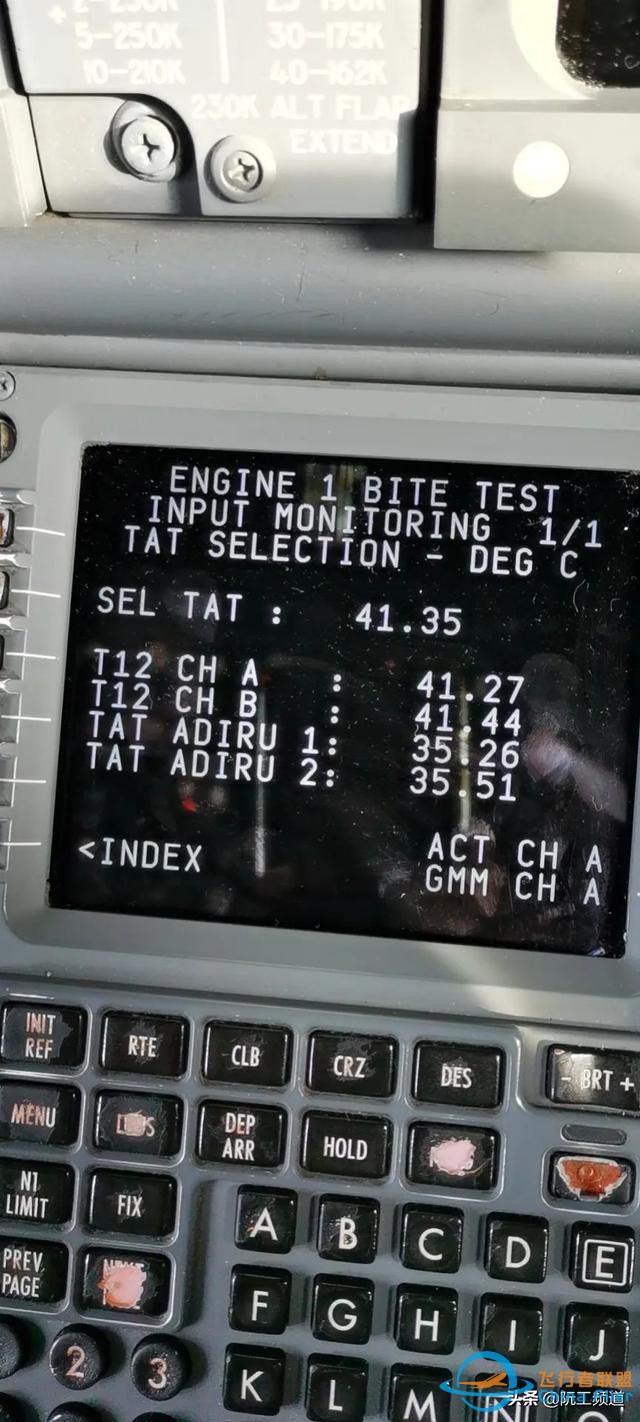 5-250K 30-175K
10-210K 40-162K
230K ALT FLAP
EXTEND
ENGINE 1 BITE TEST
INPUT MONITORING 1/1
TAT SELECTION - DEG C
SEL TAT : 41.35
T12 CH A : 41.27
T12 CH B : 41.44
TAT ADIRU 1: 35.26
TAT ADIRU 2: 35.51
<INDEX ACT CH A
GMM CH A
INIT REF
RTE
CLB
CRZ
DES
- BRT +
MENU
DEP ARR
HOLD
N1 LIMIT
FIX
A
B
C
D
E
PREV PAGE
F
G
H
I
J
2
3
K
L
M
飞行者联盟
头条 @阮工频道